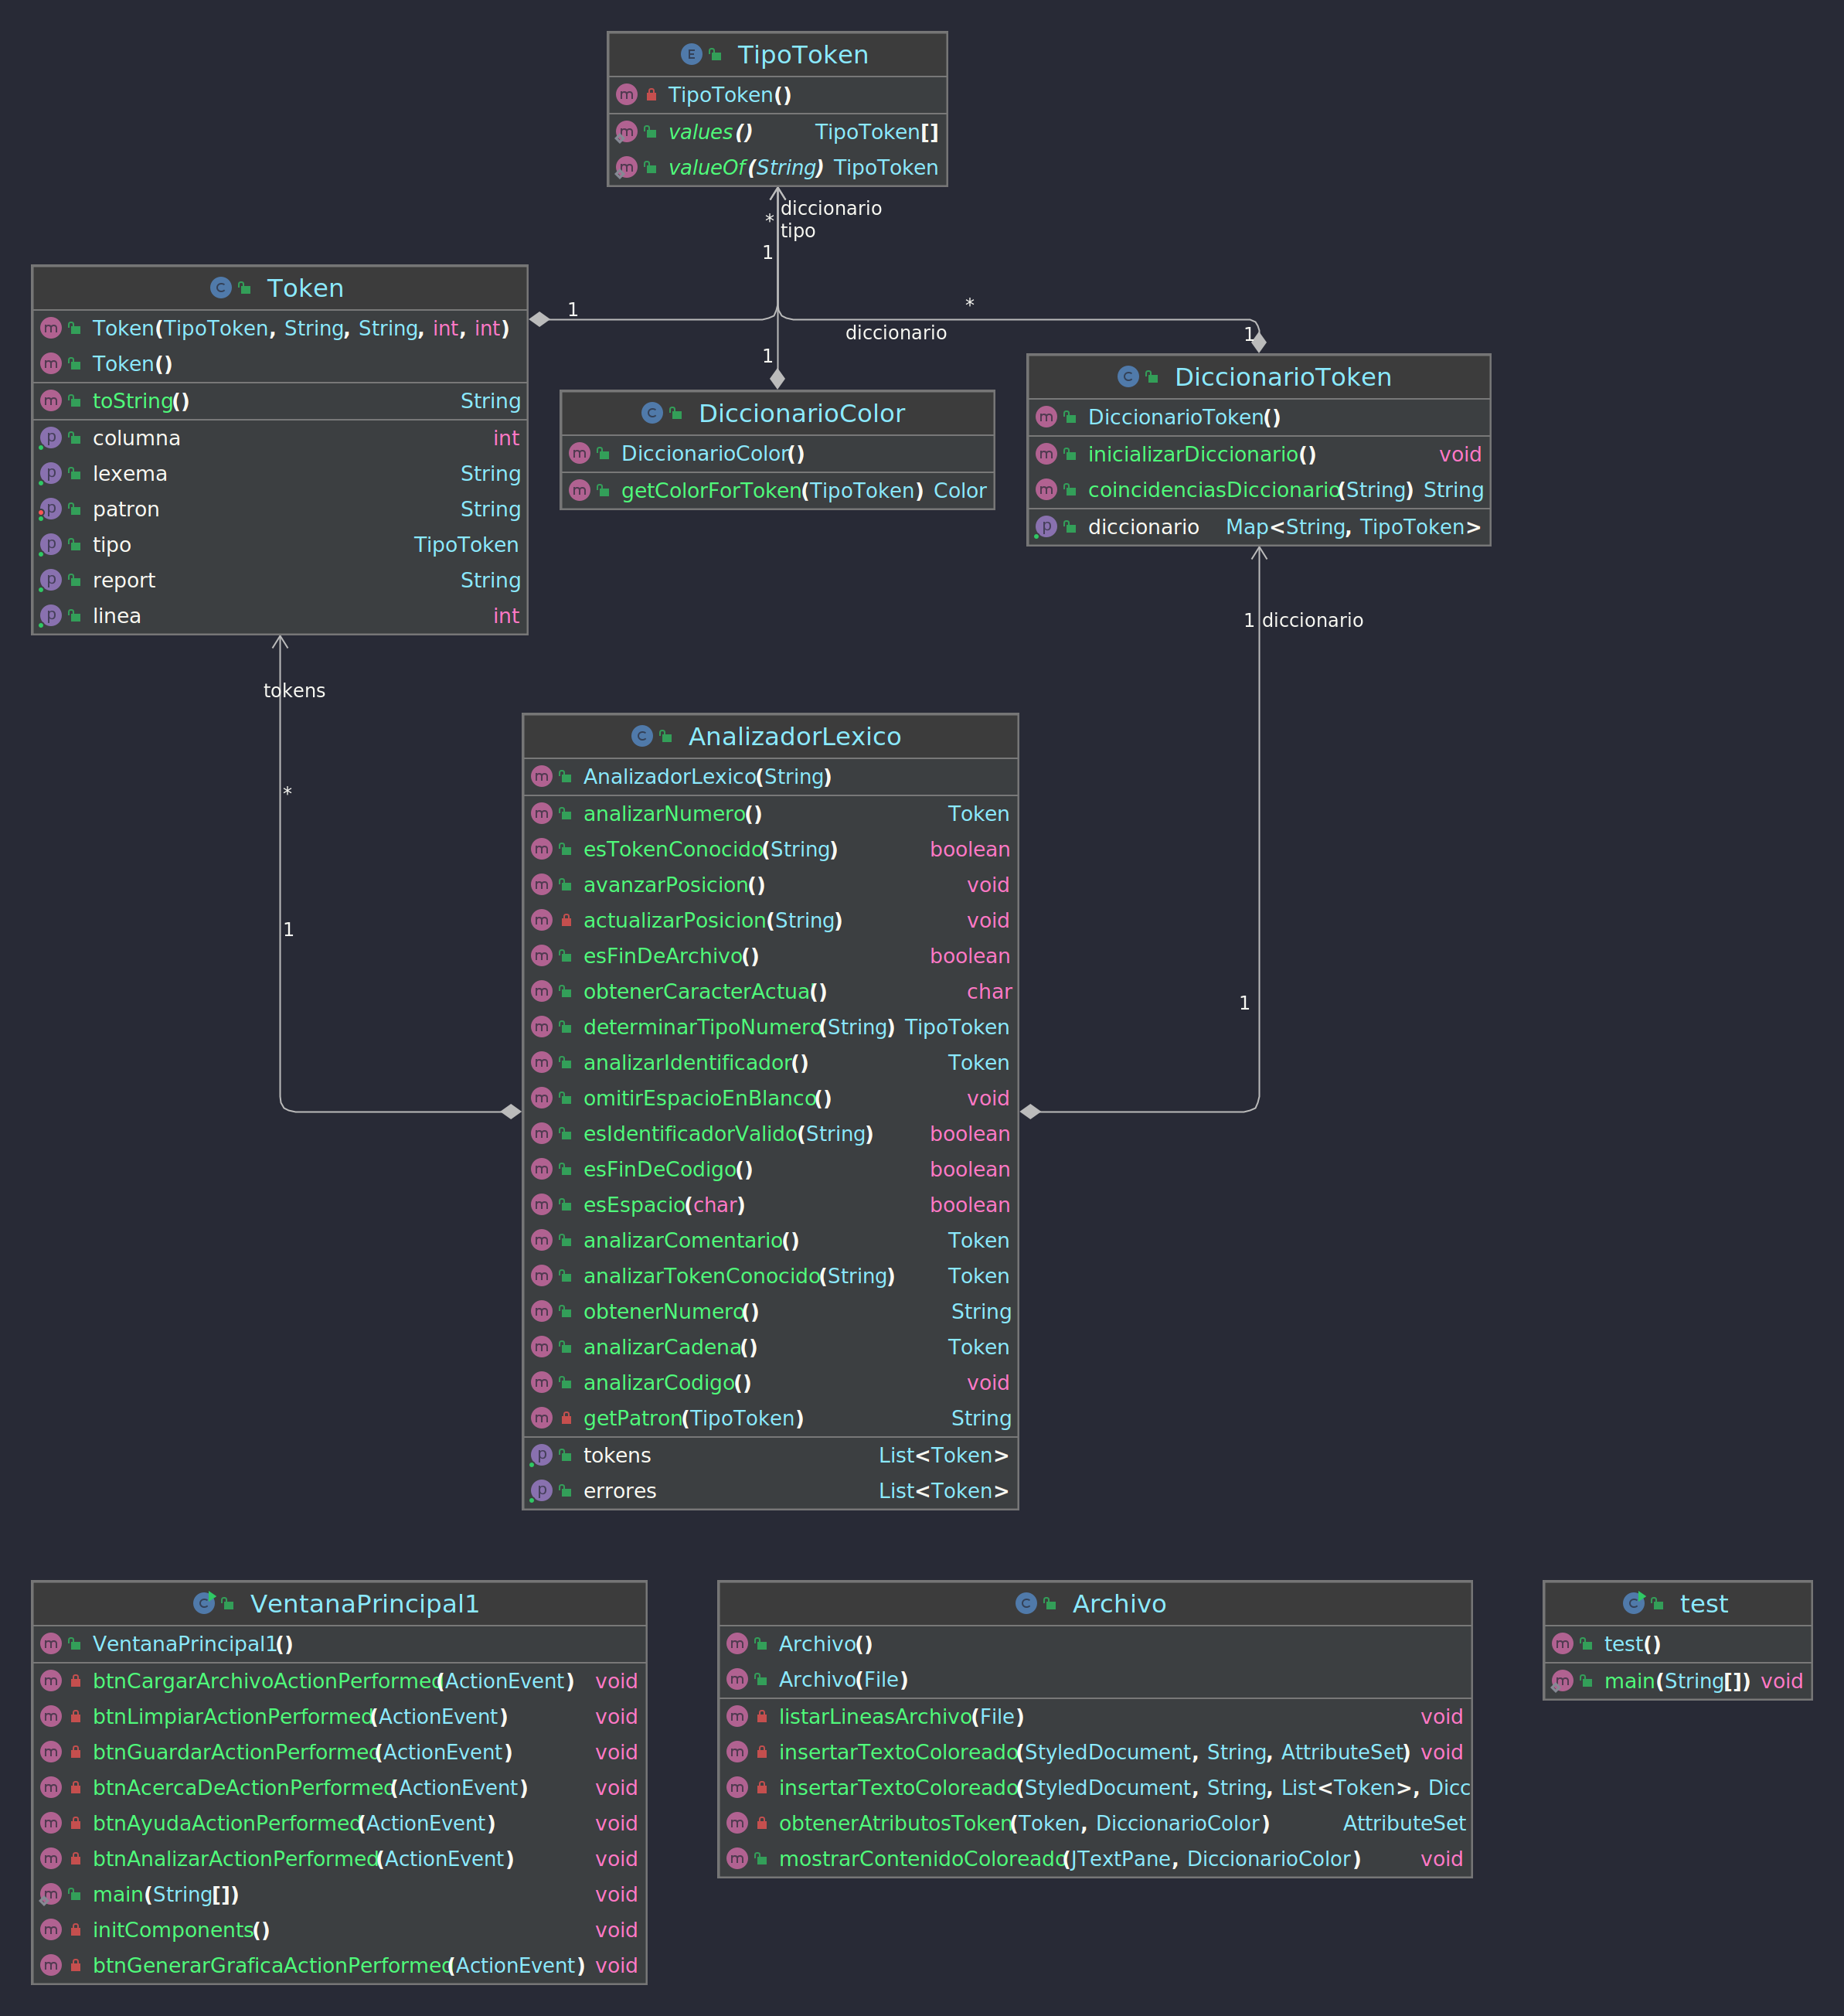 TipoToken
TipoToken()
values() TipoToken[]
valueOf(String) TipoToken
diccionario
*
tipo
1
Token
Token(TipoToken, String, String, int, int)
Token()
toString() String
columna int
lexema String
patron String
tipo TipoToken
report String
linea int
1
*
diccionario
1
1
DiccionarioColor
DiccionarioColor()
getColorForToken(TipoToken) Color
DiccionarioToken
DiccionarioToken()
inicializarDiccionario() void
coincidenciasDiccionario(String) String
diccionario Map<String, TipoToken>
1 diccionario
tokens
*
1
1
AnalizadorLexico
AnalizadorLexico(String)
analizarNumero() Token
esTokenConocido(String) boolean
avanzarPosicion() void
actualizarPosicion(String) void
esFinDeArchivo() boolean
obtenerCaracterActua() char
determinarTipoNumero(String) TipoToken
analizarIdentificador() Token
omitirEspacioEnBlanco() void
esIdentificadorValido(String) boolean
esFinDeCodigo() boolean
esEspacio(char) boolean
analizarComentario() Token
analizarTokenConocido(String) Token
obtenerNumero() String
analizarCadena() Token
analizarCodigo() void
getPatron(TipoToken) String
tokens List<Token>
errores List<Token>
VentanaPrincipal1
VentanaPrincipal1()
btnCargarArchivoActionPerformed(ActionEvent) void
btnLimpiarActionPerformed(ActionEvent) void
btnGuardarActionPerformed(ActionEvent) void
btnAcercaDeActionPerformed(ActionEvent) void
btnAyudaActionPerformed(ActionEvent) void
btnAnalizarActionPerformed(ActionEvent) void
main(String[]) void
initComponents() void
btnGenerarGraficaActionPerformed(ActionEvent) void
Archivo
Archivo()
Archivo(File)
listarLineasArchivo(File) void
insertarTextoColoreado(StyledDocument, String, AttributeSet) void
insertarTextoColoreado(StyledDocument, String, List<Token>, Dicc
obtenerAtributosToken(Token, DiccionarioColor) AttributeSet
mostrarContenidoColoreado(JTextPane, DiccionarioColor) void
test
test()
main(String[]) void